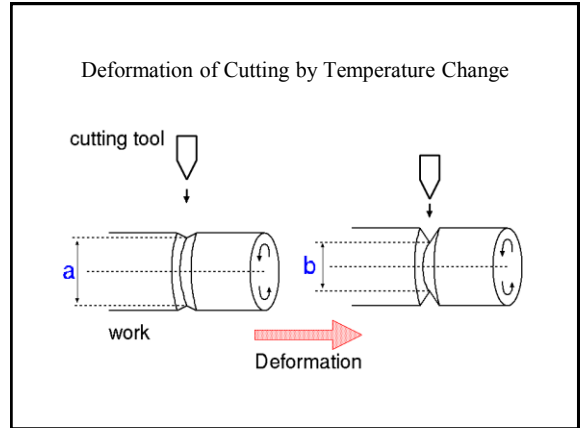 Deformation of Cutting by Temperature Change
cutting tool
a
b
work
Deformation